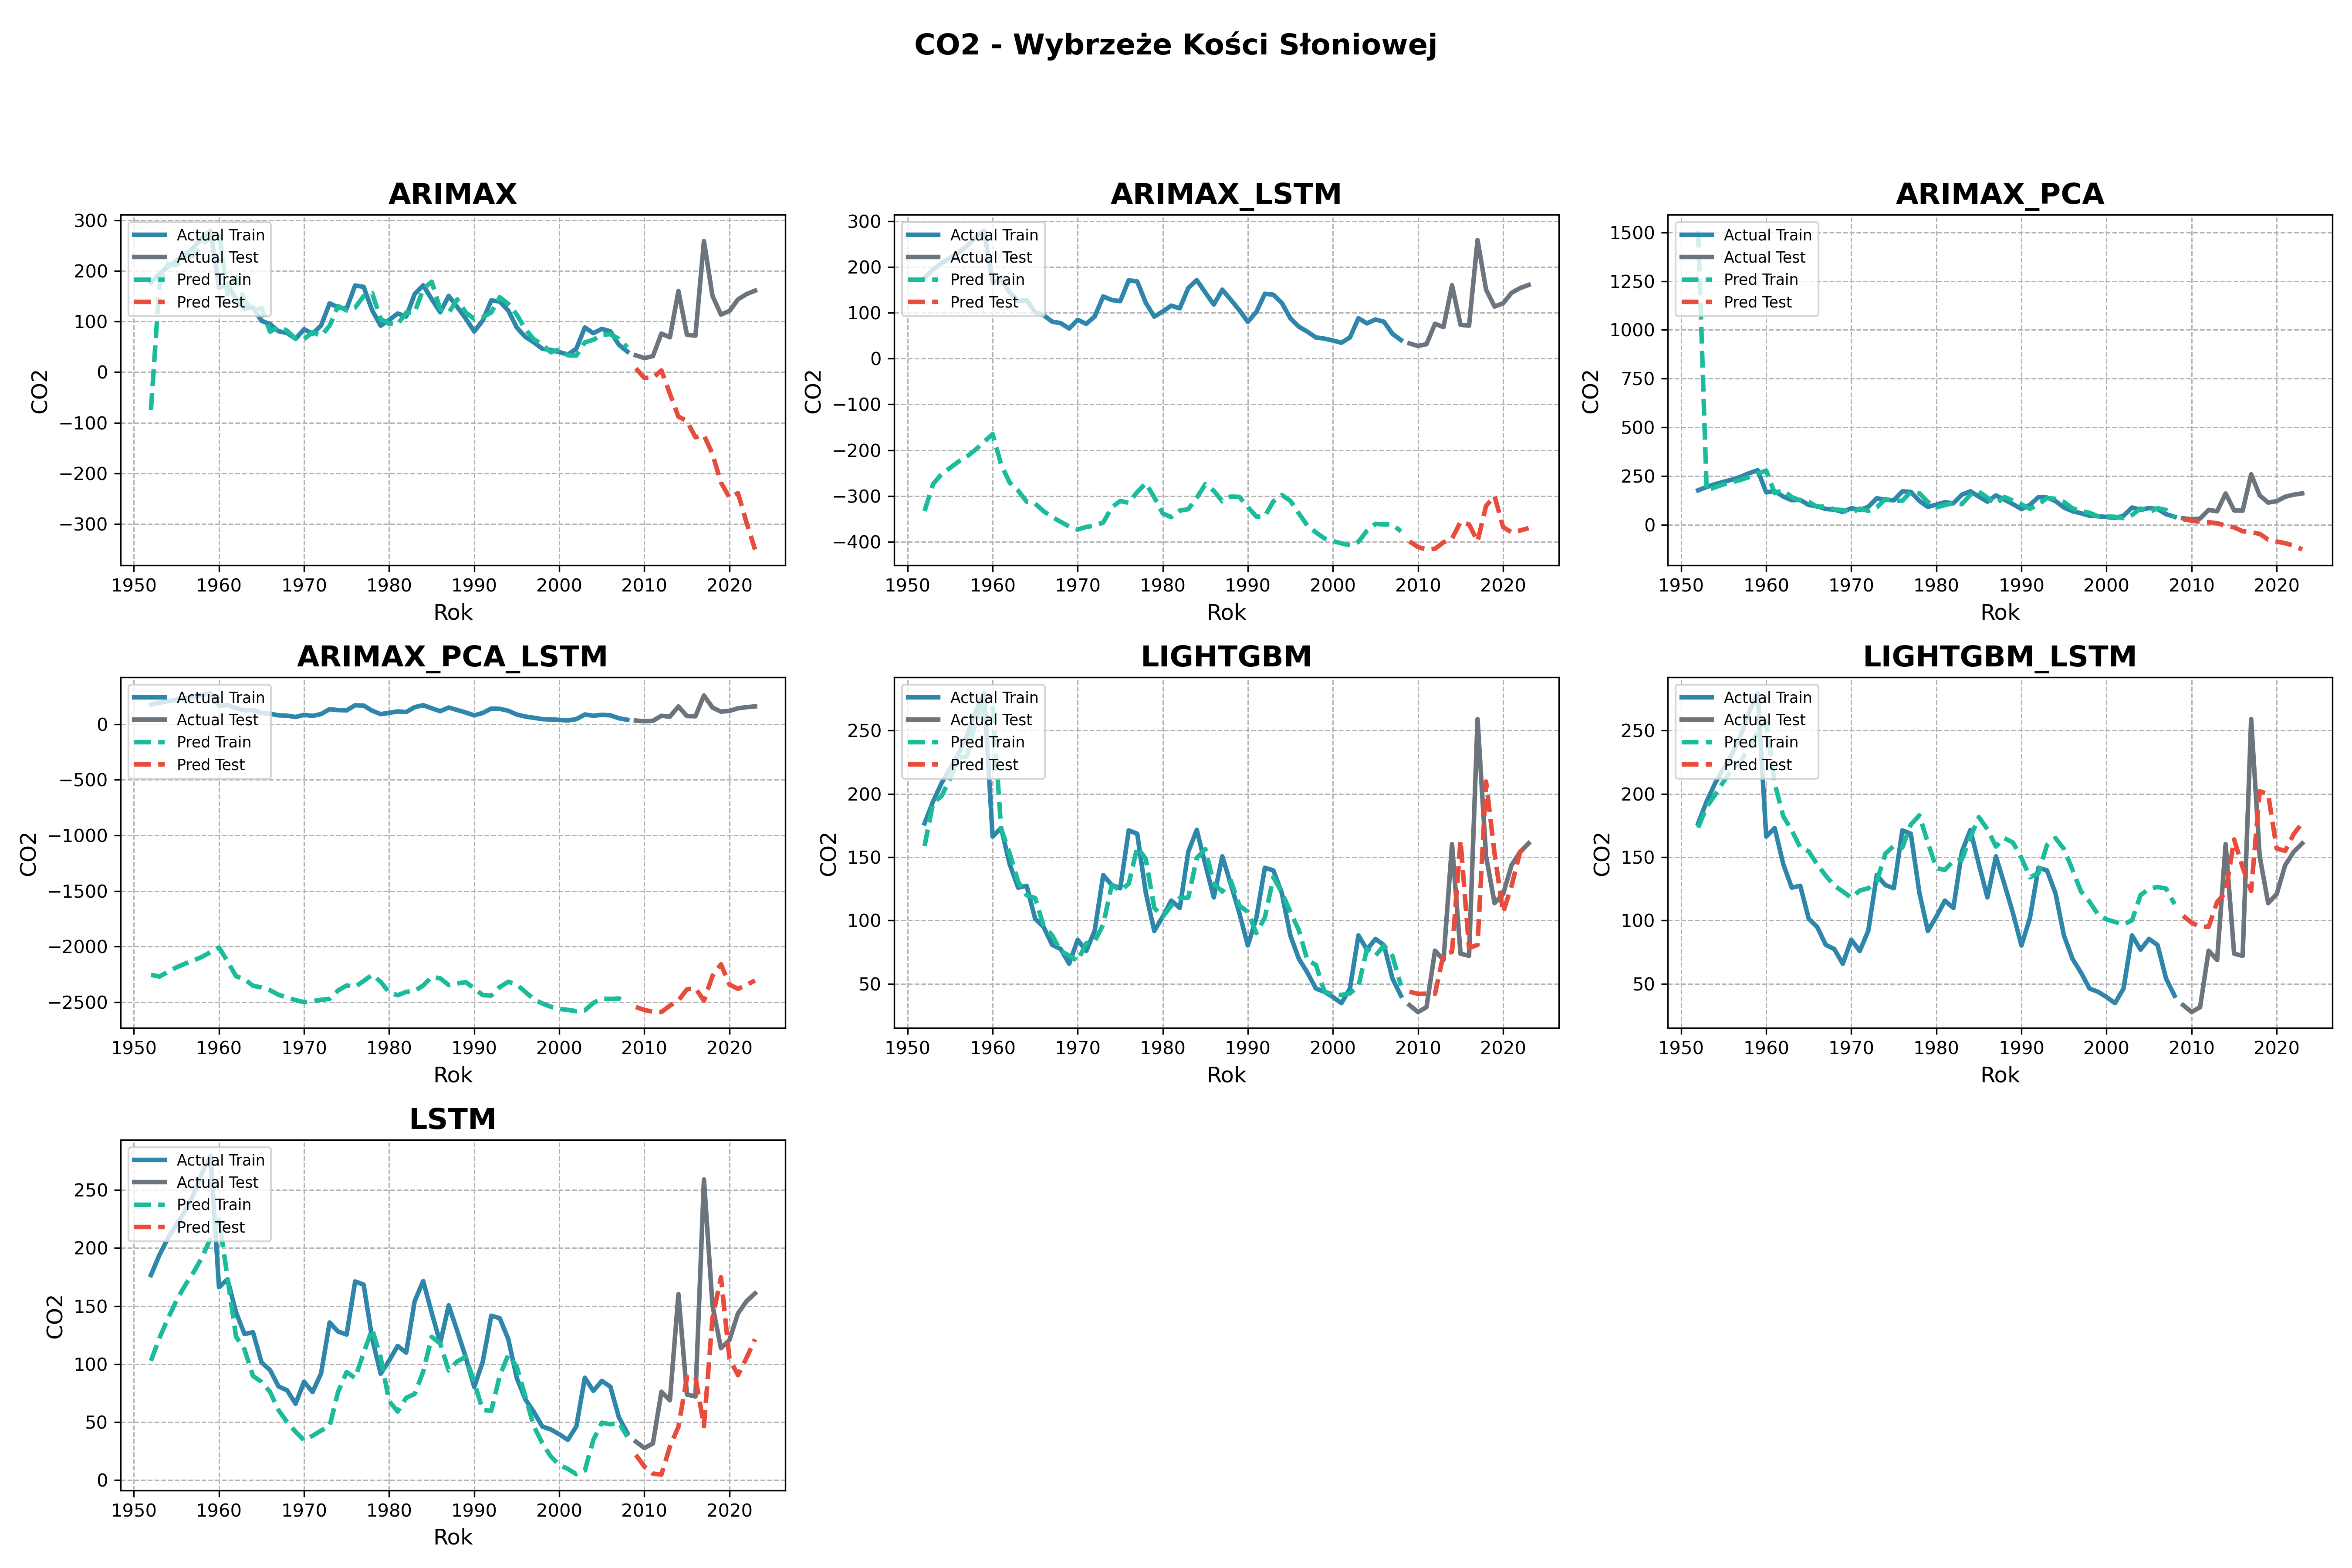 CO2 - Wybrzeże Kości Słoniowej
ARIMAX
300
200
100
0
−100
−200
−300
CO2
Actual Train
Actual Test
Pred Train
Pred Test
1950 1960 1970 1980 1990 2000 2010 2020
Rok
ARIMAX_LSTM
300
200
100
0
−100
−200
−300
−400
CO2
Actual Train
Actual Test
Pred Train
Pred Test
1950 1960 1970 1980 1990 2000 2010 2020
Rok
ARIMAX_PCA
1500
1250
1000
750
500
250
0
CO2
Actual Train
Actual Test
Pred Train
Pred Test
1950 1960 1970 1980 1990 2000 2010 2020
Rok
ARIMAX_PCA_LSTM
0
−500
−1000
−1500
−2000
−2500
CO2
Actual Train
Actual Test
Pred Train
Pred Test
1950 1960 1970 1980 1990 2000 2010 2020
Rok
LIGHTGBM
250
200
150
100
50
CO2
Actual Train
Actual Test
Pred Train
Pred Test
1950 1960 1970 1980 1990 2000 2010 2020
Rok
LIGHTGBM_LSTM
250
200
150
100
50
CO2
Actual Train
Actual Test
Pred Train
Pred Test
1950 1960 1970 1980 1990 2000 2010 2020
Rok
LSTM
250
200
150
100
50
0
CO2
Actual Train
Actual Test
Pred Train
Pred Test
1950 1960 1970 1980 1990 2000 2010 2020
Rok